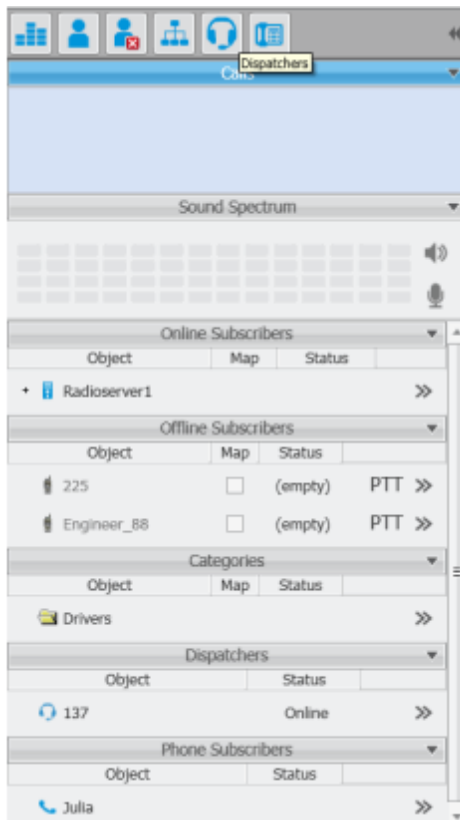 Dispatchers
Calls
Sound Spectrum
Online Subscribers
Object Map Status
+ Radioserver1 >>
Offline Subscribers
Object Map Status
225 (empty) PTT >>
Engineer_88 (empty) PTT >>
Categories
Object Map Status
Drivers >>
Dispatchers
Object Status
137 Online >>
Phone Subscribers
Object Status
Julia >>